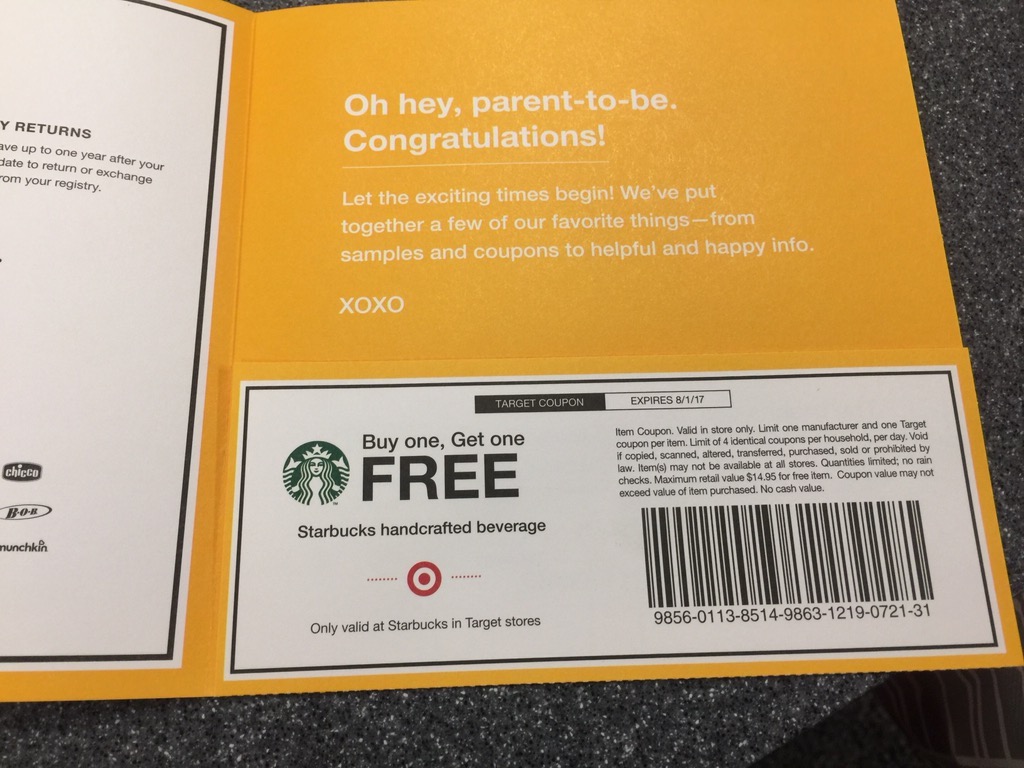 Y RETURNS
ave up to one year after your
date to return or exchange
rom your registry.
chicco
B·O·B
munchkin
Oh hey, parent-to-be.
Congratulations!
Let the exciting times begin! We've put
together a few of our favorite things—from
samples and coupons to helpful and happy info.
XOXO
TARGET COUPON EXPIRES 8/1/17
Buy one, Get one
FREE
Starbucks handcrafted beverage
Only valid at Starbucks in Target stores
Item Coupon. Valid in store only. Limit one manufacturer and one Target
coupon per item. Limit of 4 identical coupons per household, per day. Void
if copied, scanned, altered, transferred, purchased, sold or prohibited by
law. Item(s) may not be available at all stores. Quantities limited; no rain
checks. Maximum retail value $14.95 for free item. Coupon value may not
exceed value of item purchased. No cash value.
9856-0113-8514-9863-1219-0721-31